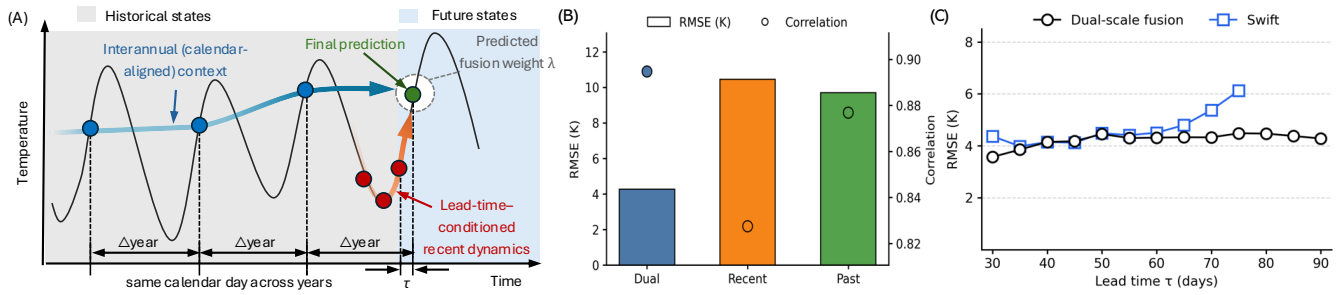 (A)
Historical states
Future states
Interannual (calendar-
aligned) context
Final prediction
Predicted
fusion weight λ
Temperature
Lead-time–
conditioned
recent dynamics
△year
△year
△year
same calendar day across years
τ
Time
(B)
RMSE (K)
Correlation
12
10
8
6
4
2
0
RMSE (K)
0.90
0.88
0.86
0.84
0.82
Correlation
Dual
Recent
Past
(C)
Dual-scale fusion
Swift
8
6
4
2
RMSE (K)
30
40
50
60
70
80
90
Lead time τ (days)